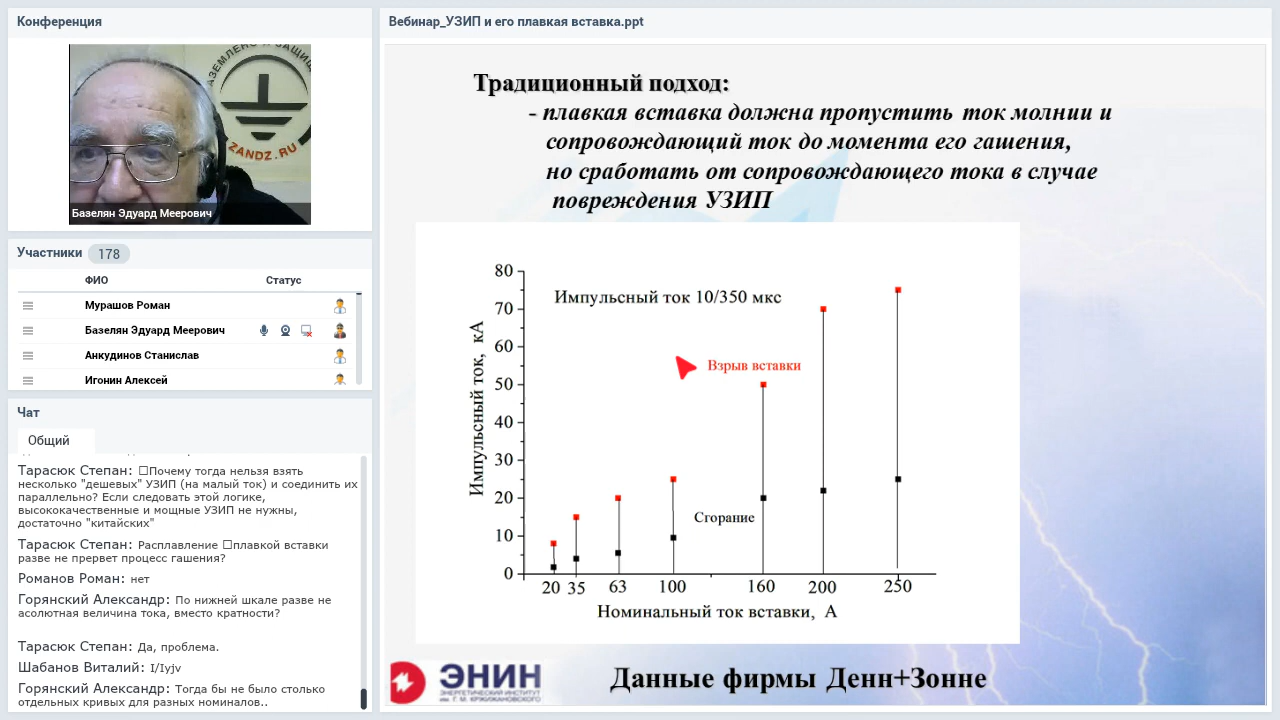 Конференция
АЗЕМЛЕНО И ЗАЩИЩ
ZANDZ.RU
Базелян Эдуард Меерович
Участники 178
ФИО Статус
Мурашов Роман
Базелян Эдуард Меерович
Анкудинов Станислав
Игонин Алексей
Чат
Общий
Тарасюк Степан: □Почему тогда нельзя взять
несколько "дешевых" УЗИП (на малый ток) и соединить их
параллельно? Если следовать этой логике,
высококачественные и мощные УЗИП не нужны,
достаточно "китайских"
Тарасюк Степан: Расплавление □плавкой вставки
разве не прервет процесс гашения?
Романов Роман: нет
Горянский Александр: По нижней шкале разве не
асолютная величина тока, вместо кратности?
Тарасюк Степан: Да, проблема.
Шабанов Виталий: I/Iyjv
Горянский Александр: Тогда бы не было столько
отдельных кривых для разных номиналов..
Вебинар_УЗИП и его плавкая вставка.ppt
Традиционный подход:
- плавкая вставка должна пропустить ток молнии и
сопровождающий ток до момента его гашения,
но сработать от сопровождающего тока в случае
повреждения УЗИП
Импульсный ток 10/350 мкс
Взрыв вставки
Сгорание
Импульсный ток, кА
80
70
60
50
40
30
20
10
0
20 35 63 100 160 200 250
Номинальный ток вставки, А
ЭНИН
ЭНЕРГЕТИЧЕСКИЙ ИНСТИТУТ
им. Г. М. КРЖИЖАНОВСКОГО
Данные фирмы Денн+Зонне